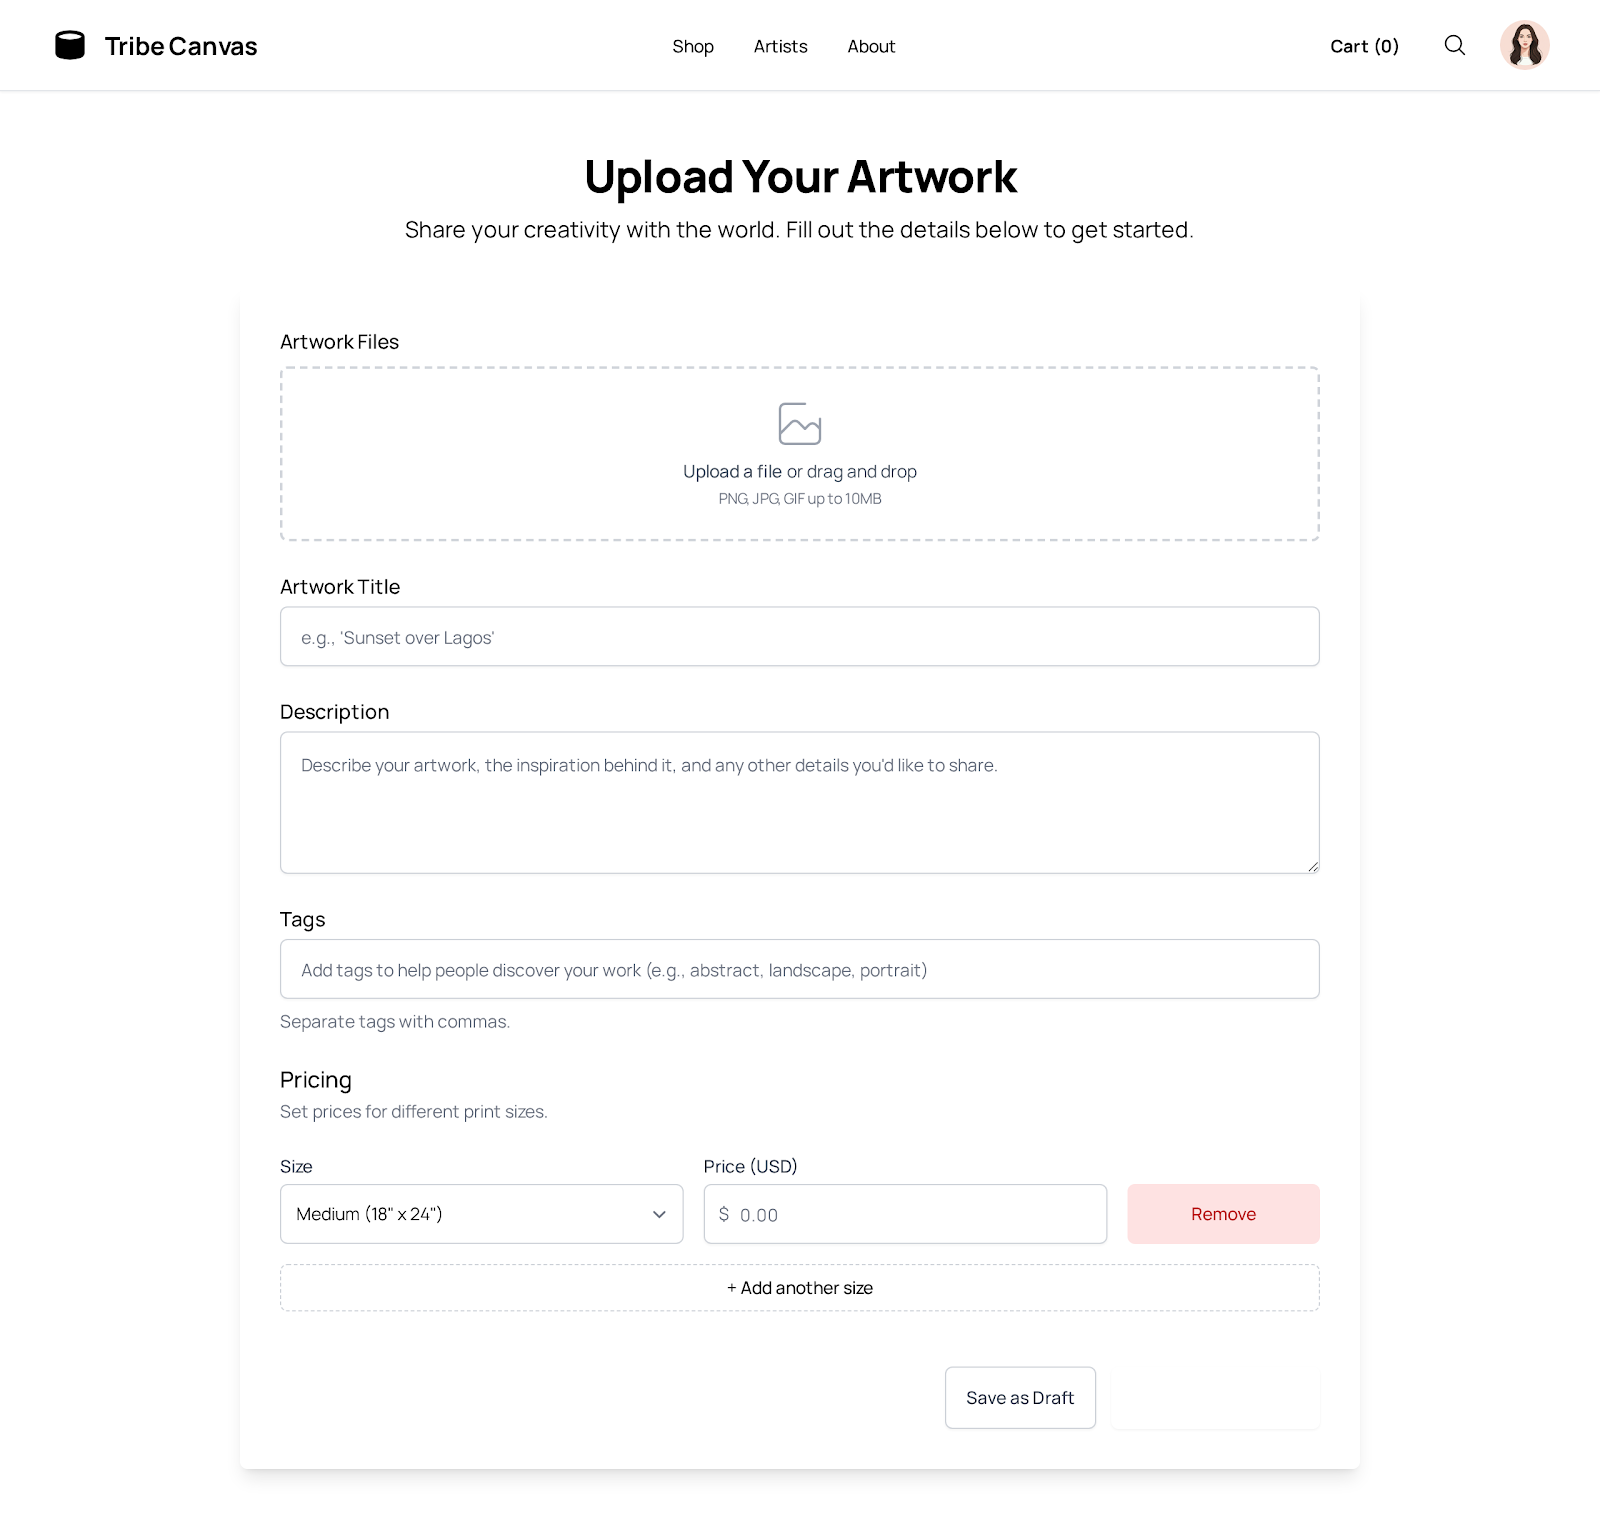 Tribe Canvas
Shop
Artists
About
Cart (0)
Upload Your Artwork
Share your creativity with the world. Fill out the details below to get started.
Artwork Files
Upload a file or drag and drop
PNG, JPG, GIF up to 10MB
Artwork Title
e.g., 'Sunset over Lagos'
Description
Describe your artwork, the inspiration behind it, and any other details you'd like to share.
Tags
Add tags to help people discover your work (e.g., abstract, landscape, portrait)
Separate tags with commas.
Pricing
Set prices for different print sizes.
Size
Price (USD)
Medium (18" x 24")
$ 0.00
Remove
+ Add another size
Save as Draft